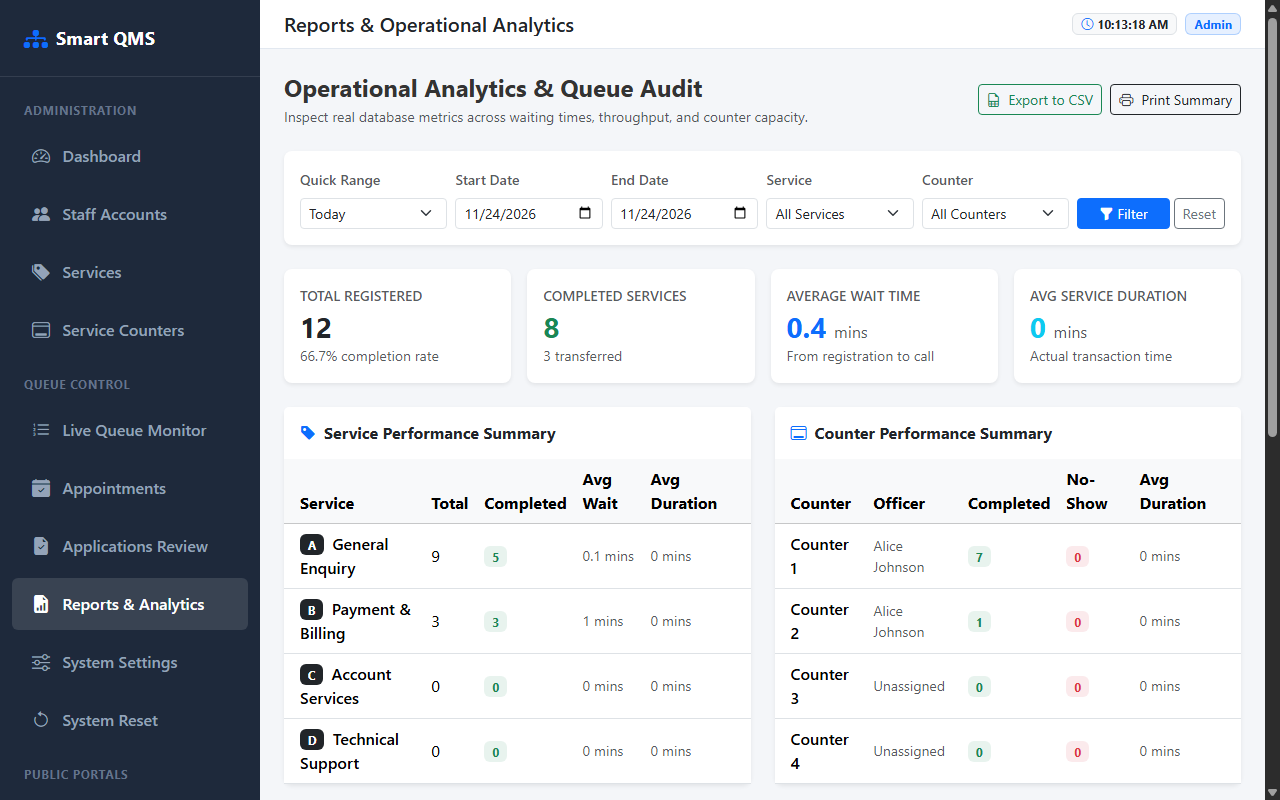 Smart QMS
ADMINISTRATION
Dashboard
Staff Accounts
Services
Service Counters
QUEUE CONTROL
Live Queue Monitor
Appointments
Applications Review
Reports & Analytics
System Settings
System Reset
PUBLIC PORTALS
Reports & Operational Analytics
10:13:18 AM
Admin
Operational Analytics & Queue Audit
Inspect real database metrics across waiting times, throughput, and counter capacity.
Export to CSV
Print Summary
Quick Range Start Date End Date Service Counter
Today 11/24/2026 11/24/2026 All Services All Counters Filter Reset
TOTAL REGISTERED
12
66.7% completion rate
COMPLETED SERVICES
8
3 transferred
AVERAGE WAIT TIME
0.4 mins
From registration to call
AVG SERVICE DURATION
0 mins
Actual transaction time
Service Performance Summary
Service Total Completed Avg Wait Avg Duration
A General Enquiry 9 5 0.1 mins 0 mins
B Payment & Billing 3 3 1 mins 0 mins
C Account Services 0 0 0 mins 0 mins
D Technical Support 0 0 0 mins 0 mins
Counter Performance Summary
Counter Officer Completed No-Show Avg Duration
Counter 1 Alice Johnson 7 0 0 mins
Counter 2 Alice Johnson 1 0 0 mins
Counter 3 Unassigned 0 0 0 mins
Counter 4 Unassigned 0 0 0 mins